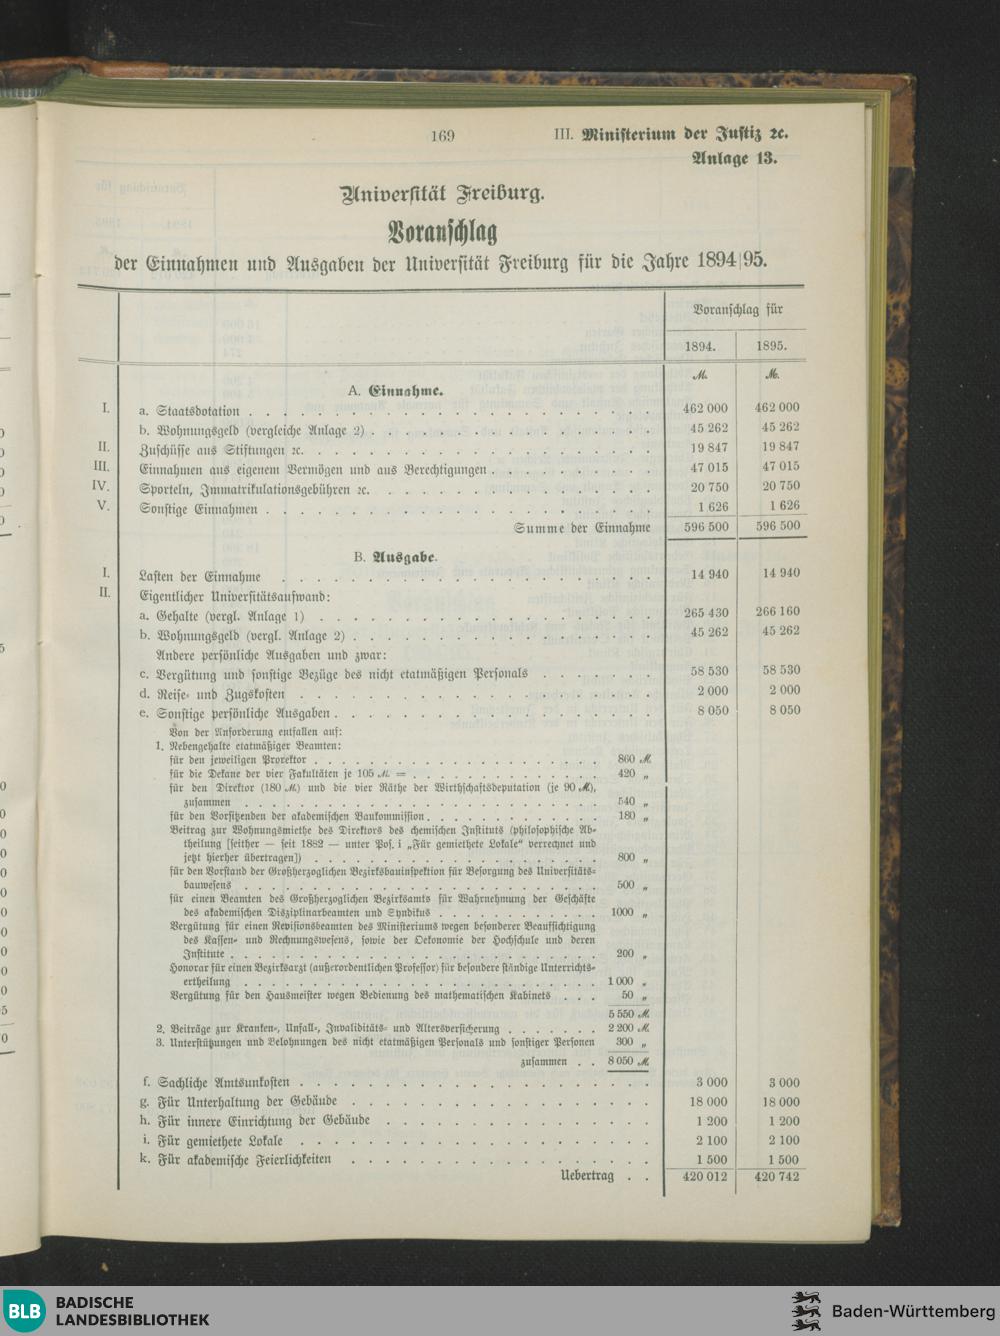 169
III. Ministerium der Justiz ꝛc.
Anlage 13.
Universität Freiburg.
Voranschlag
der Einnahmen und Ausgaben der Universität Freiburg für die Jahre 1894|95.
Voranschlag für
1894. 1895.
ℳ. ℳ.
A. Einnahme.
I. a. Staatsdotation . . . 462 000 462 000
b. Wohnungsgeld (vergleiche Anlage 2) . . . 45 262 45 262
II. Zuschüsse aus Stiftungen ꝛc. . . . 19 847 19 847
III. Einnahmen aus eigenem Vermögen und aus Berechtigungen . . . 47 015 47 015
IV. Sporteln, Immatrikulationsgebühren ꝛc. . . . 20 750 20 750
V. Sonstige Einnahmen . . . 1 626 1 626
Summe der Einnahme 596 500 596 500
B. Ausgabe.
I. Lasten der Einnahme . . . 14 940 14 940
II. Eigentlicher Universitätsaufwand:
a. Gehalte (vergl. Anlage 1) . . . 265 430 266 160
b. Wohnungsgeld (vergl. Anlage 2) . . . 45 262 45 262
Andere persönliche Ausgaben und zwar:
c. Vergütung und sonstige Bezüge des nicht etatmäßigen Personals . . . 58 530 58 530
d. Reise- und Zugskosten . . . 2 000 2 000
e. Sonstige persönliche Ausgaben . . . 8 050 8 050
Von der Anforderung entfallen auf:
1. Nebengehalte etatmäßiger Beamten:
für den jeweiligen Prorektor . . . 860 ℳ.
für die Dekane der vier Fakultäten je 105 ℳ. = . . . 420 „
für den Direktor (180 ℳ.) und die vier Räthe der Wirthschaftsdeputation (je 90 ℳ.),
zusammen . . . 540 „
für den Vorsitzenden der akademischen Baukommission . . . 180 „
Beitrag zur Wohnungsmiethe des Direktors des chemischen Instituts (philosophische Ab-
theilung [seither — seit 1882 — unter Pos. i „Für gemiethete Lokale“ verrechnet und
jetzt hierher übertragen]) . . . 800 „
für den Vorstand der Großherzoglichen Bezirksbauinspektion für Besorgung des Universitäts-
bauwesens . . . 500 „
für einen Beamten des Großherzoglichen Bezirksamts für Wahrnehmung der Geschäfte
des akademischen Disziplinarbeamten und Syndikus . . . 1000 „
Vergütung für einen Revisionsbeamten des Ministeriums wegen besonderer Beaufsichtigung
des Kassen- und Rechnungswesens, sowie der Oekonomie der Hochschule und deren
Institute . . . 200 „
Honorar für einen Bezirksarzt (außerordentlichen Professor) für besondere ständige Unterrichts-
ertheilung . . . 1 000 „
Vergütung für den Hausmeister wegen Bedienung des mathematischen Kabinets . . . 50 „
5 550 ℳ.
2. Beiträge zur Kranken-, Unfall-, Invaliditäts- und Altersversicherung . . . 2 200 ℳ.
3. Unterstützungen und Belohnungen des nicht etatmäßigen Personals und sonstiger Personen 300 „
zusammen . . 8 050 ℳ.
f. Sachliche Amtsunkosten . . . 3 000 3 000
g. Für Unterhaltung der Gebäude . . . 18 000 18 000
h. Für innere Einrichtung der Gebäude . . . 1 200 1 200
i. Für gemiethete Lokale . . . 2 100 2 100
k. Für akademische Feierlichkeiten . . . 1 500 1 500
Uebertrag . . 420 012 420 742
BLB BADISCHE
LANDESBIBLIOTHEK
Baden-Württemberg